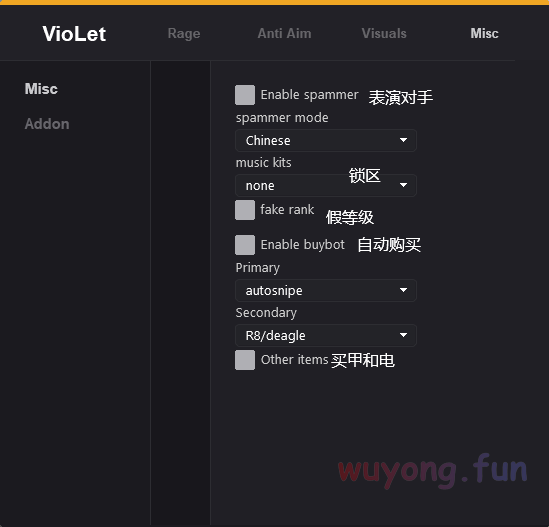 VioLet
Rage
Anti Aim
Visuals
Misc
Misc
Addon
Enable spammer 表演对手
spammer mode
Chinese
music kits
none 锁区
fake rank 假等级
Enable buybot 自动购买
Primary
autosnipe
Secondary
R8/deagle
Other items 买甲和电
wuyong.fun